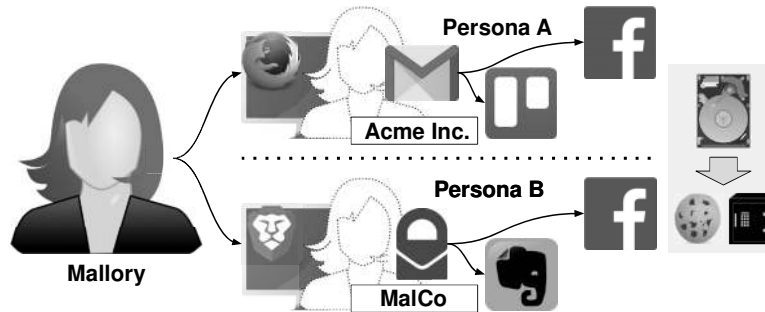 Persona A
Acme Inc.
Mallory
Persona B
MalCo